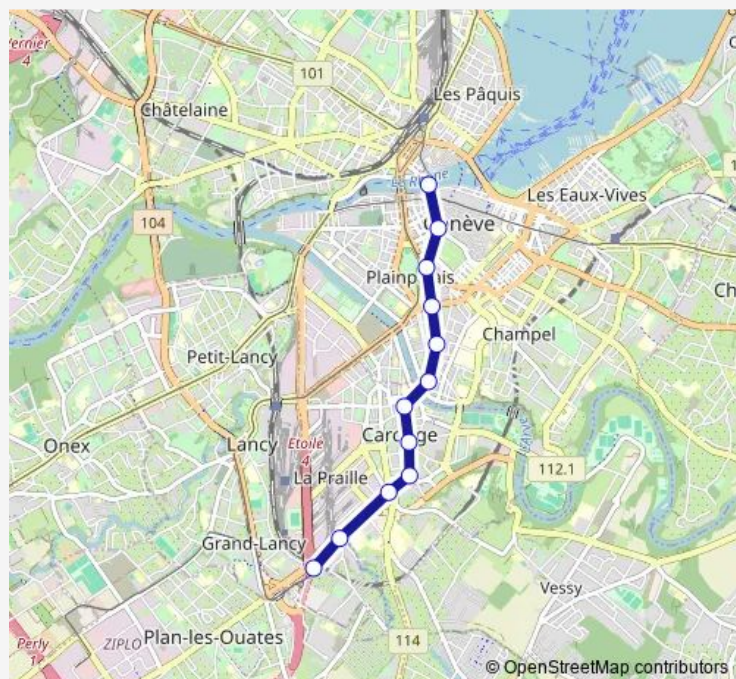 Vernier
4
101
Les Pâquis
Châtelaine
Le Rhône
Les Eaux-Vives
104
Genève
Plainpalais
Ch
Champel
Petit-Lancy
Carouge
L'Arve
Onex
Lancy
Etoile
4
112.1
La Praille
Grand-Lancy
Vessy
Plan-les-Ouates
114
ZIPLO
Perly
1
© OpenStreetMap contributors